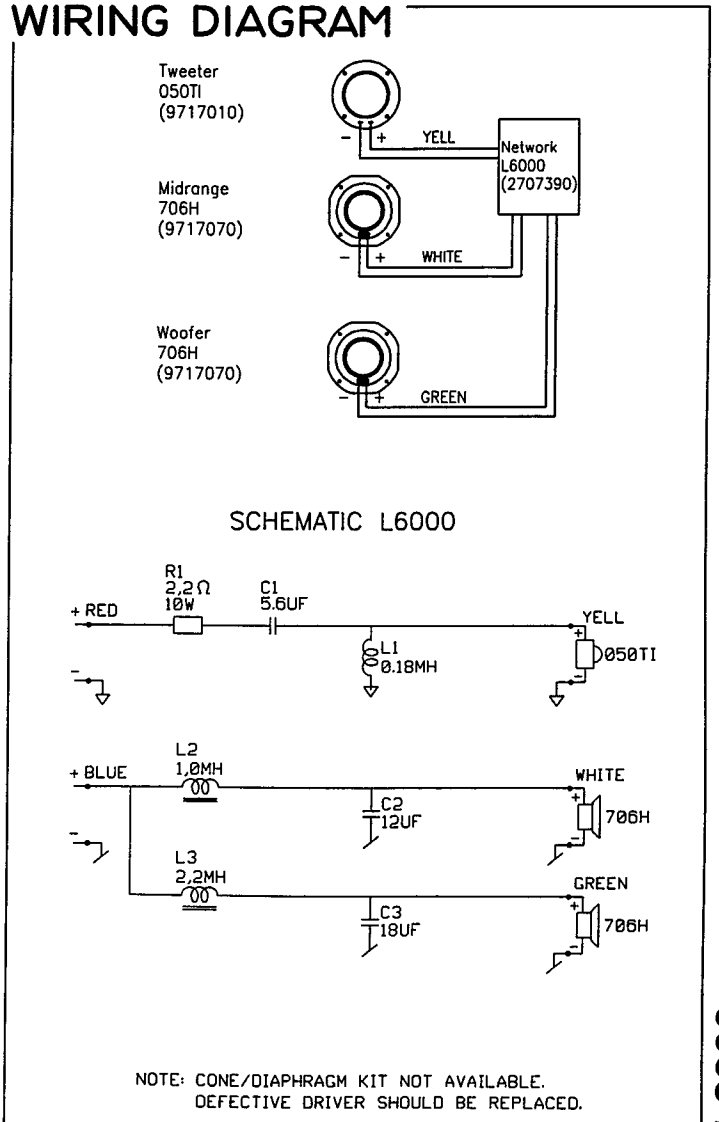 WIRING DIAGRAM
Tweeter
050TI
(9717010)
- + YELL
Network
L6000
(2707390)
Midrange
706H
(9717070)
- + WHITE
Woofer
706H
(9717070)
- + GREEN
SCHEMATIC L6000
R1
2,2Ω
10W
C1
5.6UF
+ RED
YELL
+
L1
0.18MH
050TI
-
-
L2
1,0MH
+ BLUE
WHITE
+
C2
12UF
706H
-
-
L3
2,2MH
GREEN
+
C3
18UF
706H
-
NOTE: CONE/DIAPHRAGM KIT NOT AVAILABLE.
DEFECTIVE DRIVER SHOULD BE REPLACED.